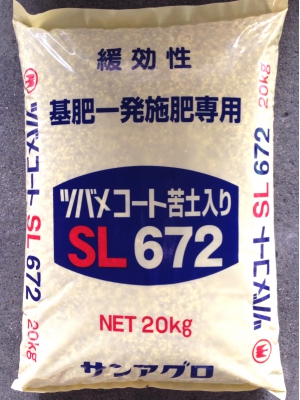 緩効性
基肥一発施肥専用
ツバメコート苦土入り
SL 672
NET 20kg
サンアグロ
ツバメコート SL 672 20kg
ツバメコート SL 672 20kg